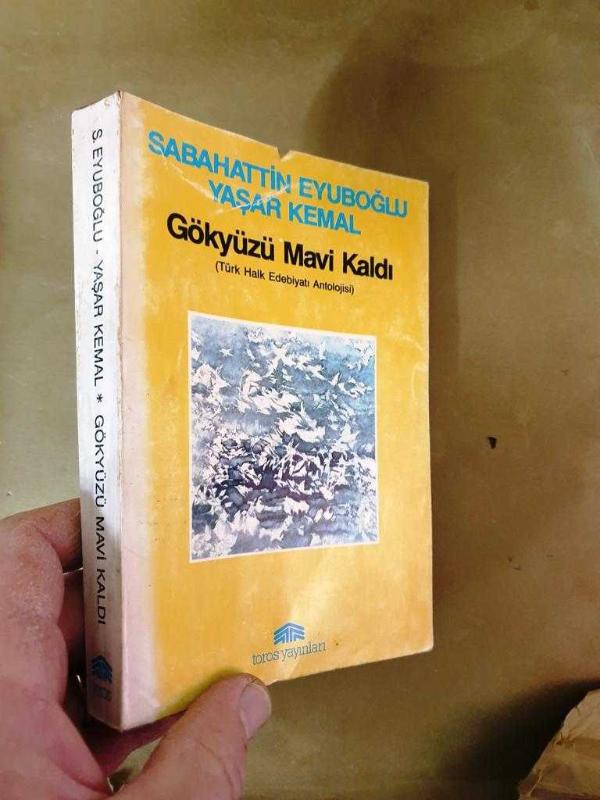 SABAHATTİN EYUBOĞLU
YAŞAR KEMAL
Gökyüzü Mavi Kaldı
(Türk Halk Edebiyatı Antolojisi)
toros yayınları
S. EYUBOĞLU - YAŞAR KEMAL * GÖKYÜZÜ MAVİ KALDI